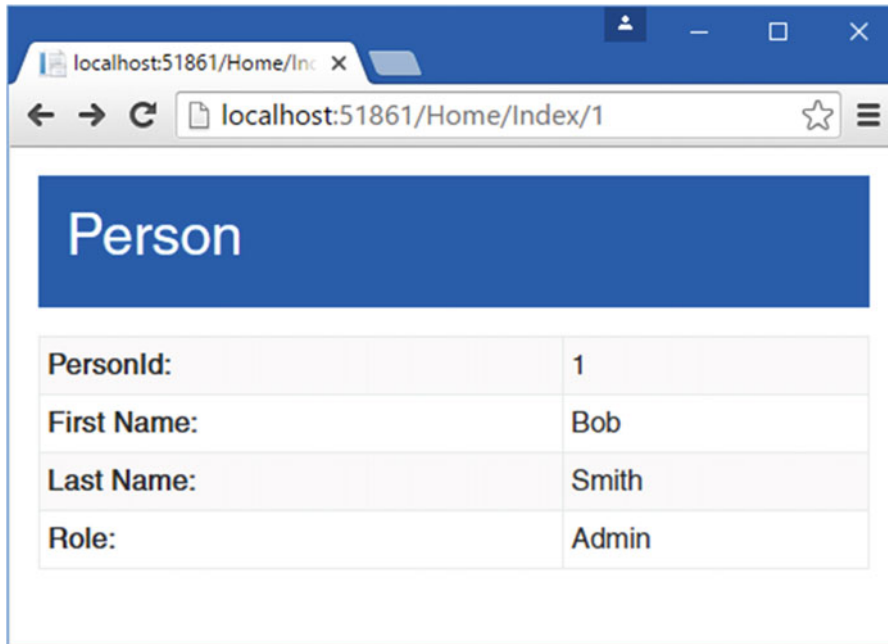 localhost:51861/Home/Inc
localhost:51861/Home/Index/1
Person
PersonId: 1
First Name: Bob
Last Name: Smith
Role: Admin